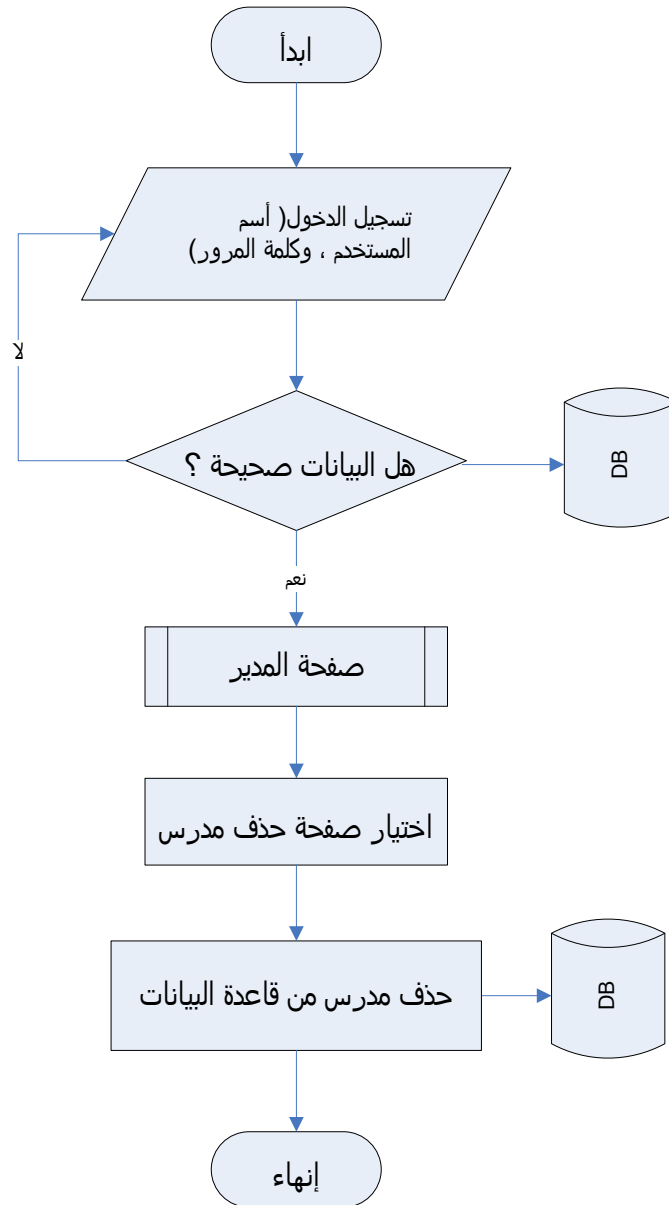 ابدأ
تسجيل الدخول( أسم
المستخدم ، وكلمة المرور)
لا
هل البيانات صحيحة ؟
DB
نعم
صفحة المدير
اختيار صفحة حذف مدرس
حذف مدرس من قاعدة البيانات
DB
إنهاء